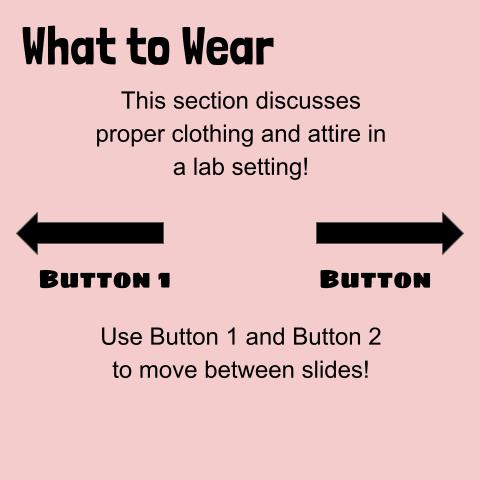 What to Wear
This section discusses
proper clothing and attire in
a lab setting!
Button 1
Button
Use Button 1 and Button 2
to move between slides!